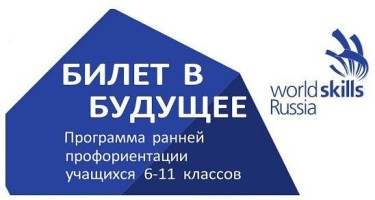 БИЛЕТ В
БУДУЩЕЕ
Программа ранней
профориентации
учащихся 6-11 классов
worldskills
Russia